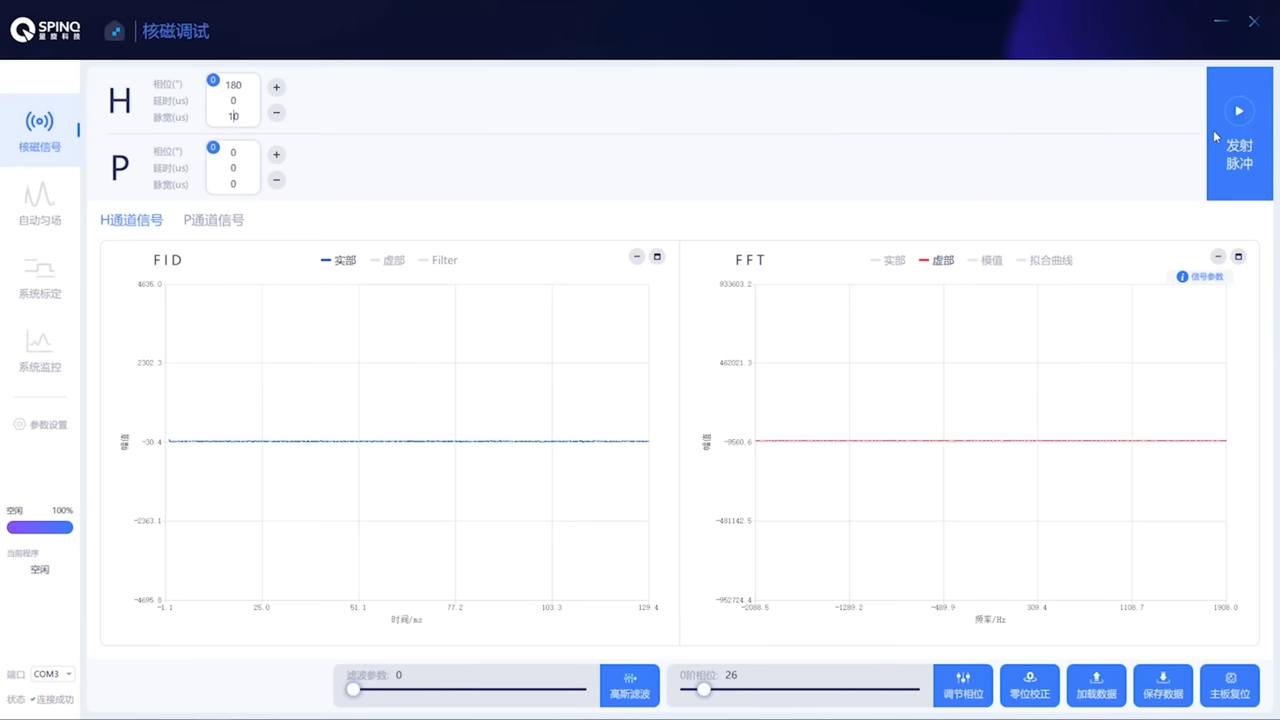 SPINQ
量旋科技
核磁调试
核磁信号
自动匀场
系统标定
系统监控
参数设置
空闲 100%
当前程序
空闲
端口 COM3
状态 连接成功
H
相位(°) 0 180
延时(us) 0
脉宽(us) 10
+
−
P
相位(°) 0 0
延时(us) 0
脉宽(us) 0
+
−
发射
脉冲
H通道信号 P通道信号
FID 实部 虚部 Filter
4635.0
2302.3
-30.4
-2363.1
-4695.8
幅值
-1.1 25.0 51.1 77.2 103.3 129.4
时间/ms
FFT 实部 虚部 模值 拟合曲线
信号参数
933603.2
462021.3
-9560.6
-481142.5
-952724.4
幅值
-2088.5 -1289.2 -489.9 309.4 1108.7 1908.0
频率/Hz
滤波参数: 0
高斯滤波
0阶相位: 26
调节相位
零位校正
加载数据
保存数据
主板复位